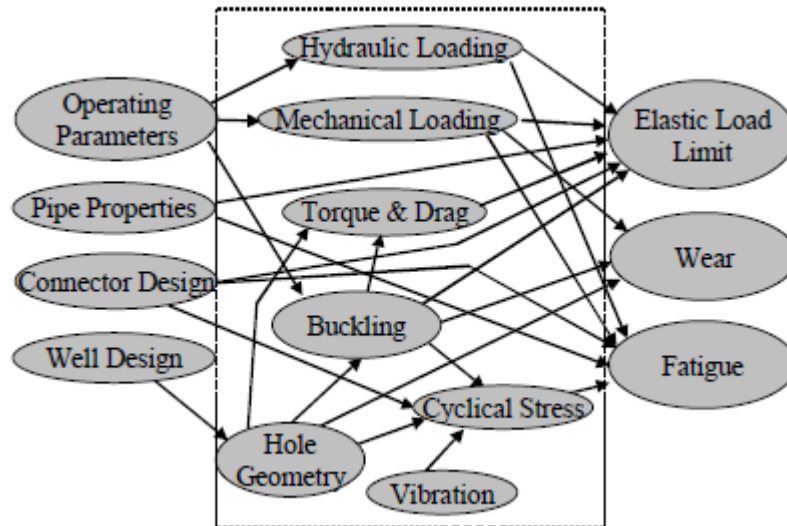 Hydraulic Loading
Operating
Parameters
Mechanical Loading
Elastic Load
Limit
Pipe Properties
Torque & Drag
Connector Design
Wear
Buckling
Well Design
Fatigue
Cyclical Stress
Hole
Geometry
Vibration